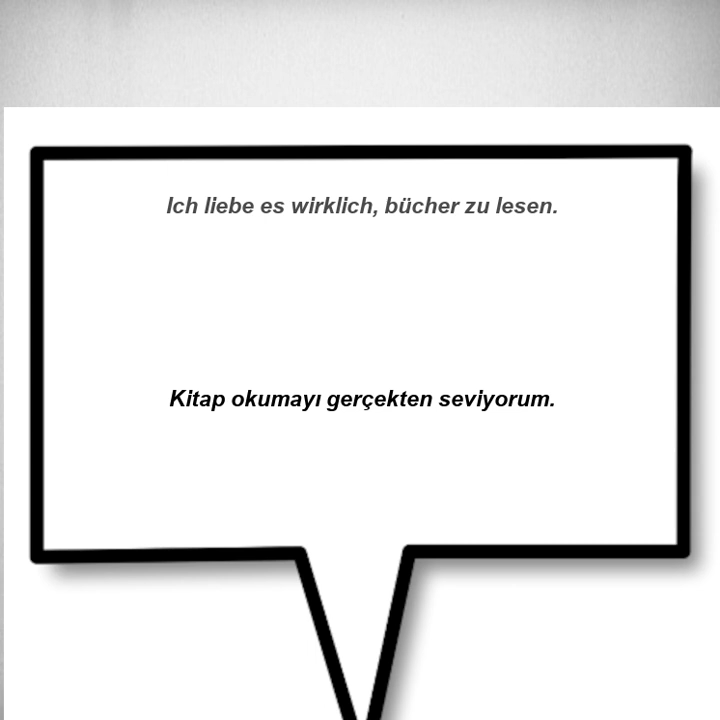 Ich liebe es wirklich, bücher zu lesen.
Kitap okumayı gerçekten seviyorum.